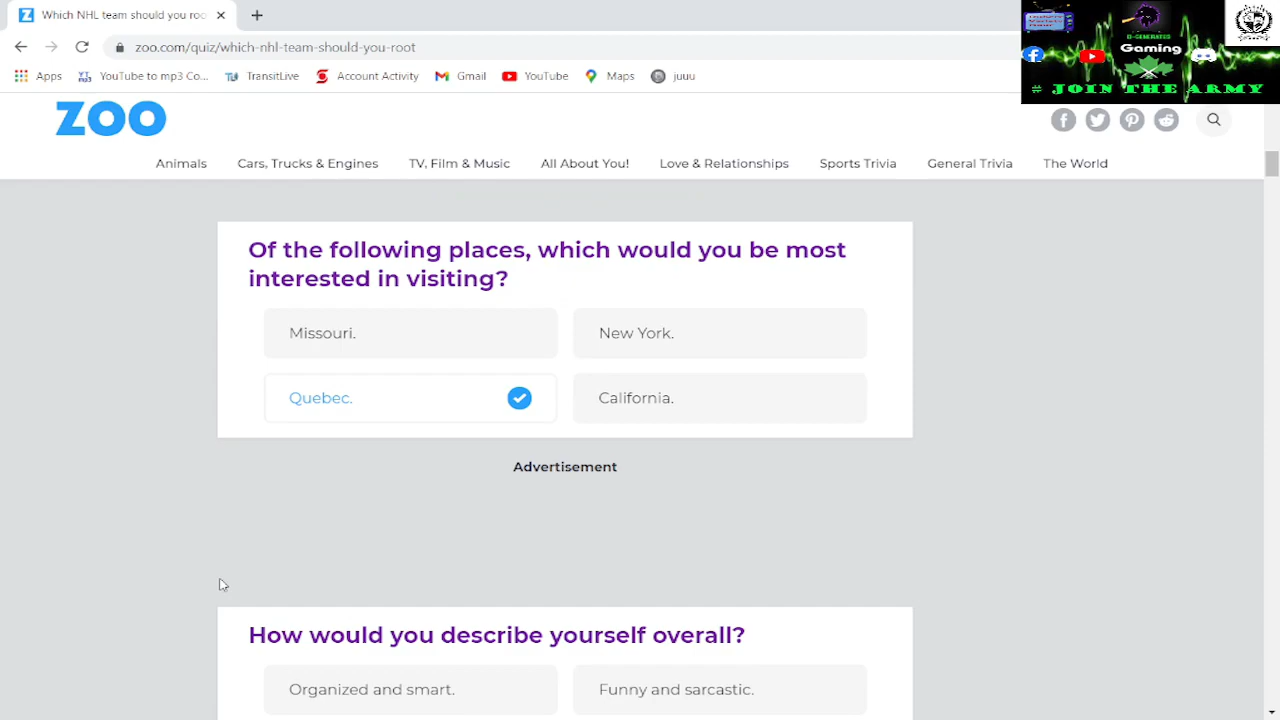 Which NHL team should you roo
zoo.com/quiz/which-nhl-team-should-you-root
Apps
YouTube to mp3 Co...
TransitLive
Account Activity
Gmail
YouTube
Maps
juuu
Gaming
# JOIN THE ARMY
ZOO
Animals
Cars, Trucks & Engines
TV, Film & Music
All About You!
Love & Relationships
Sports Trivia
General Trivia
The World
Of the following places, which would you be most
interested in visiting?
Missouri.
New York.
Quebec.
California.
Advertisement
How would you describe yourself overall?
Organized and smart.
Funny and sarcastic.